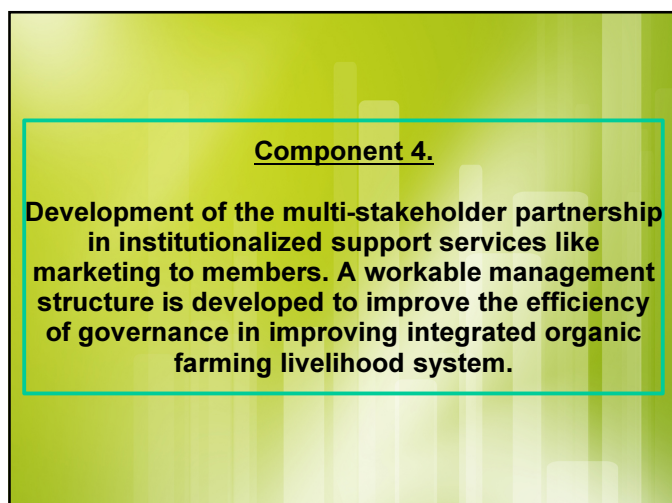 Component 4.
Development of the multi-stakeholder partnership
in institutionalized support services like
marketing to members. A workable management
structure is developed to improve the efficiency
of governance in improving integrated organic
farming livelihood system.